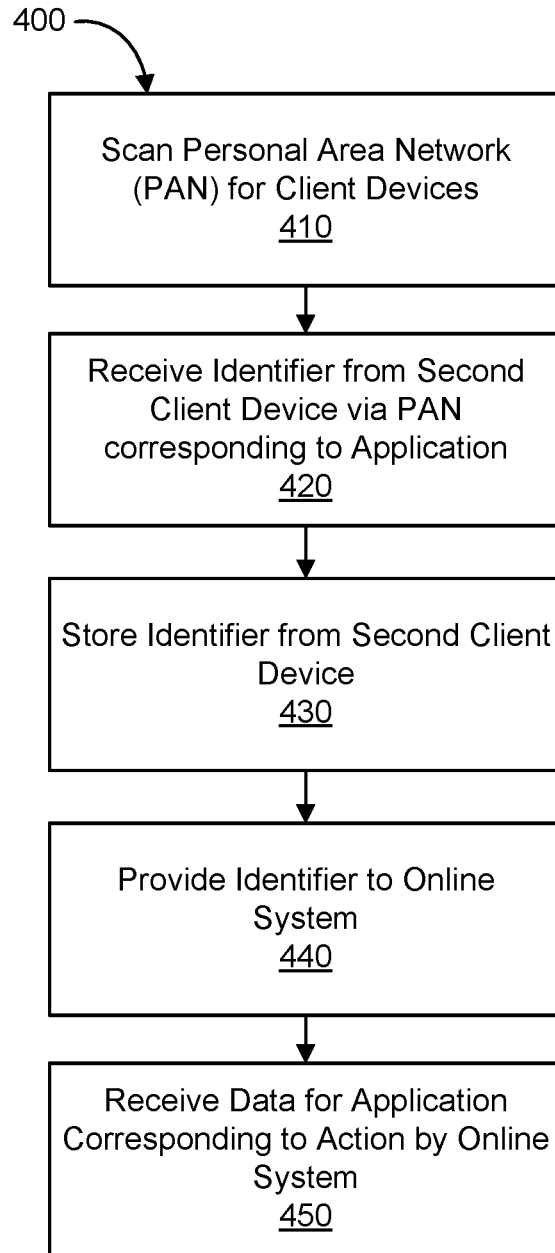 400
Scan Personal Area Network
(PAN) for Client Devices
410
Receive Identifier from Second
Client Device via PAN
corresponding to Application
420
Store Identifier from Second Client
Device
430
Provide Identifier to Online
System
440
Receive Data for Application
Corresponding to Action by Online
System
450